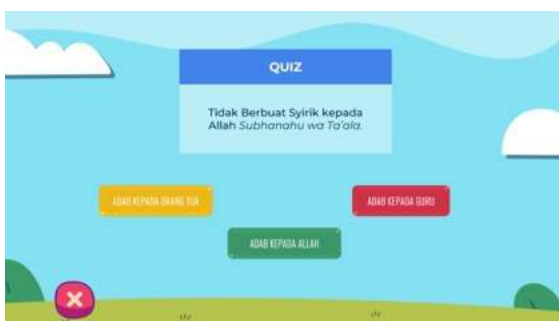 QUIZ
Tidak Berbuat Syirik kepada
Allah Subhanahu wa Ta'ala.
ADAB KEPADA ORANG TUA
ADAB KEPADA GURU
ADAB KEPADA ALLAH